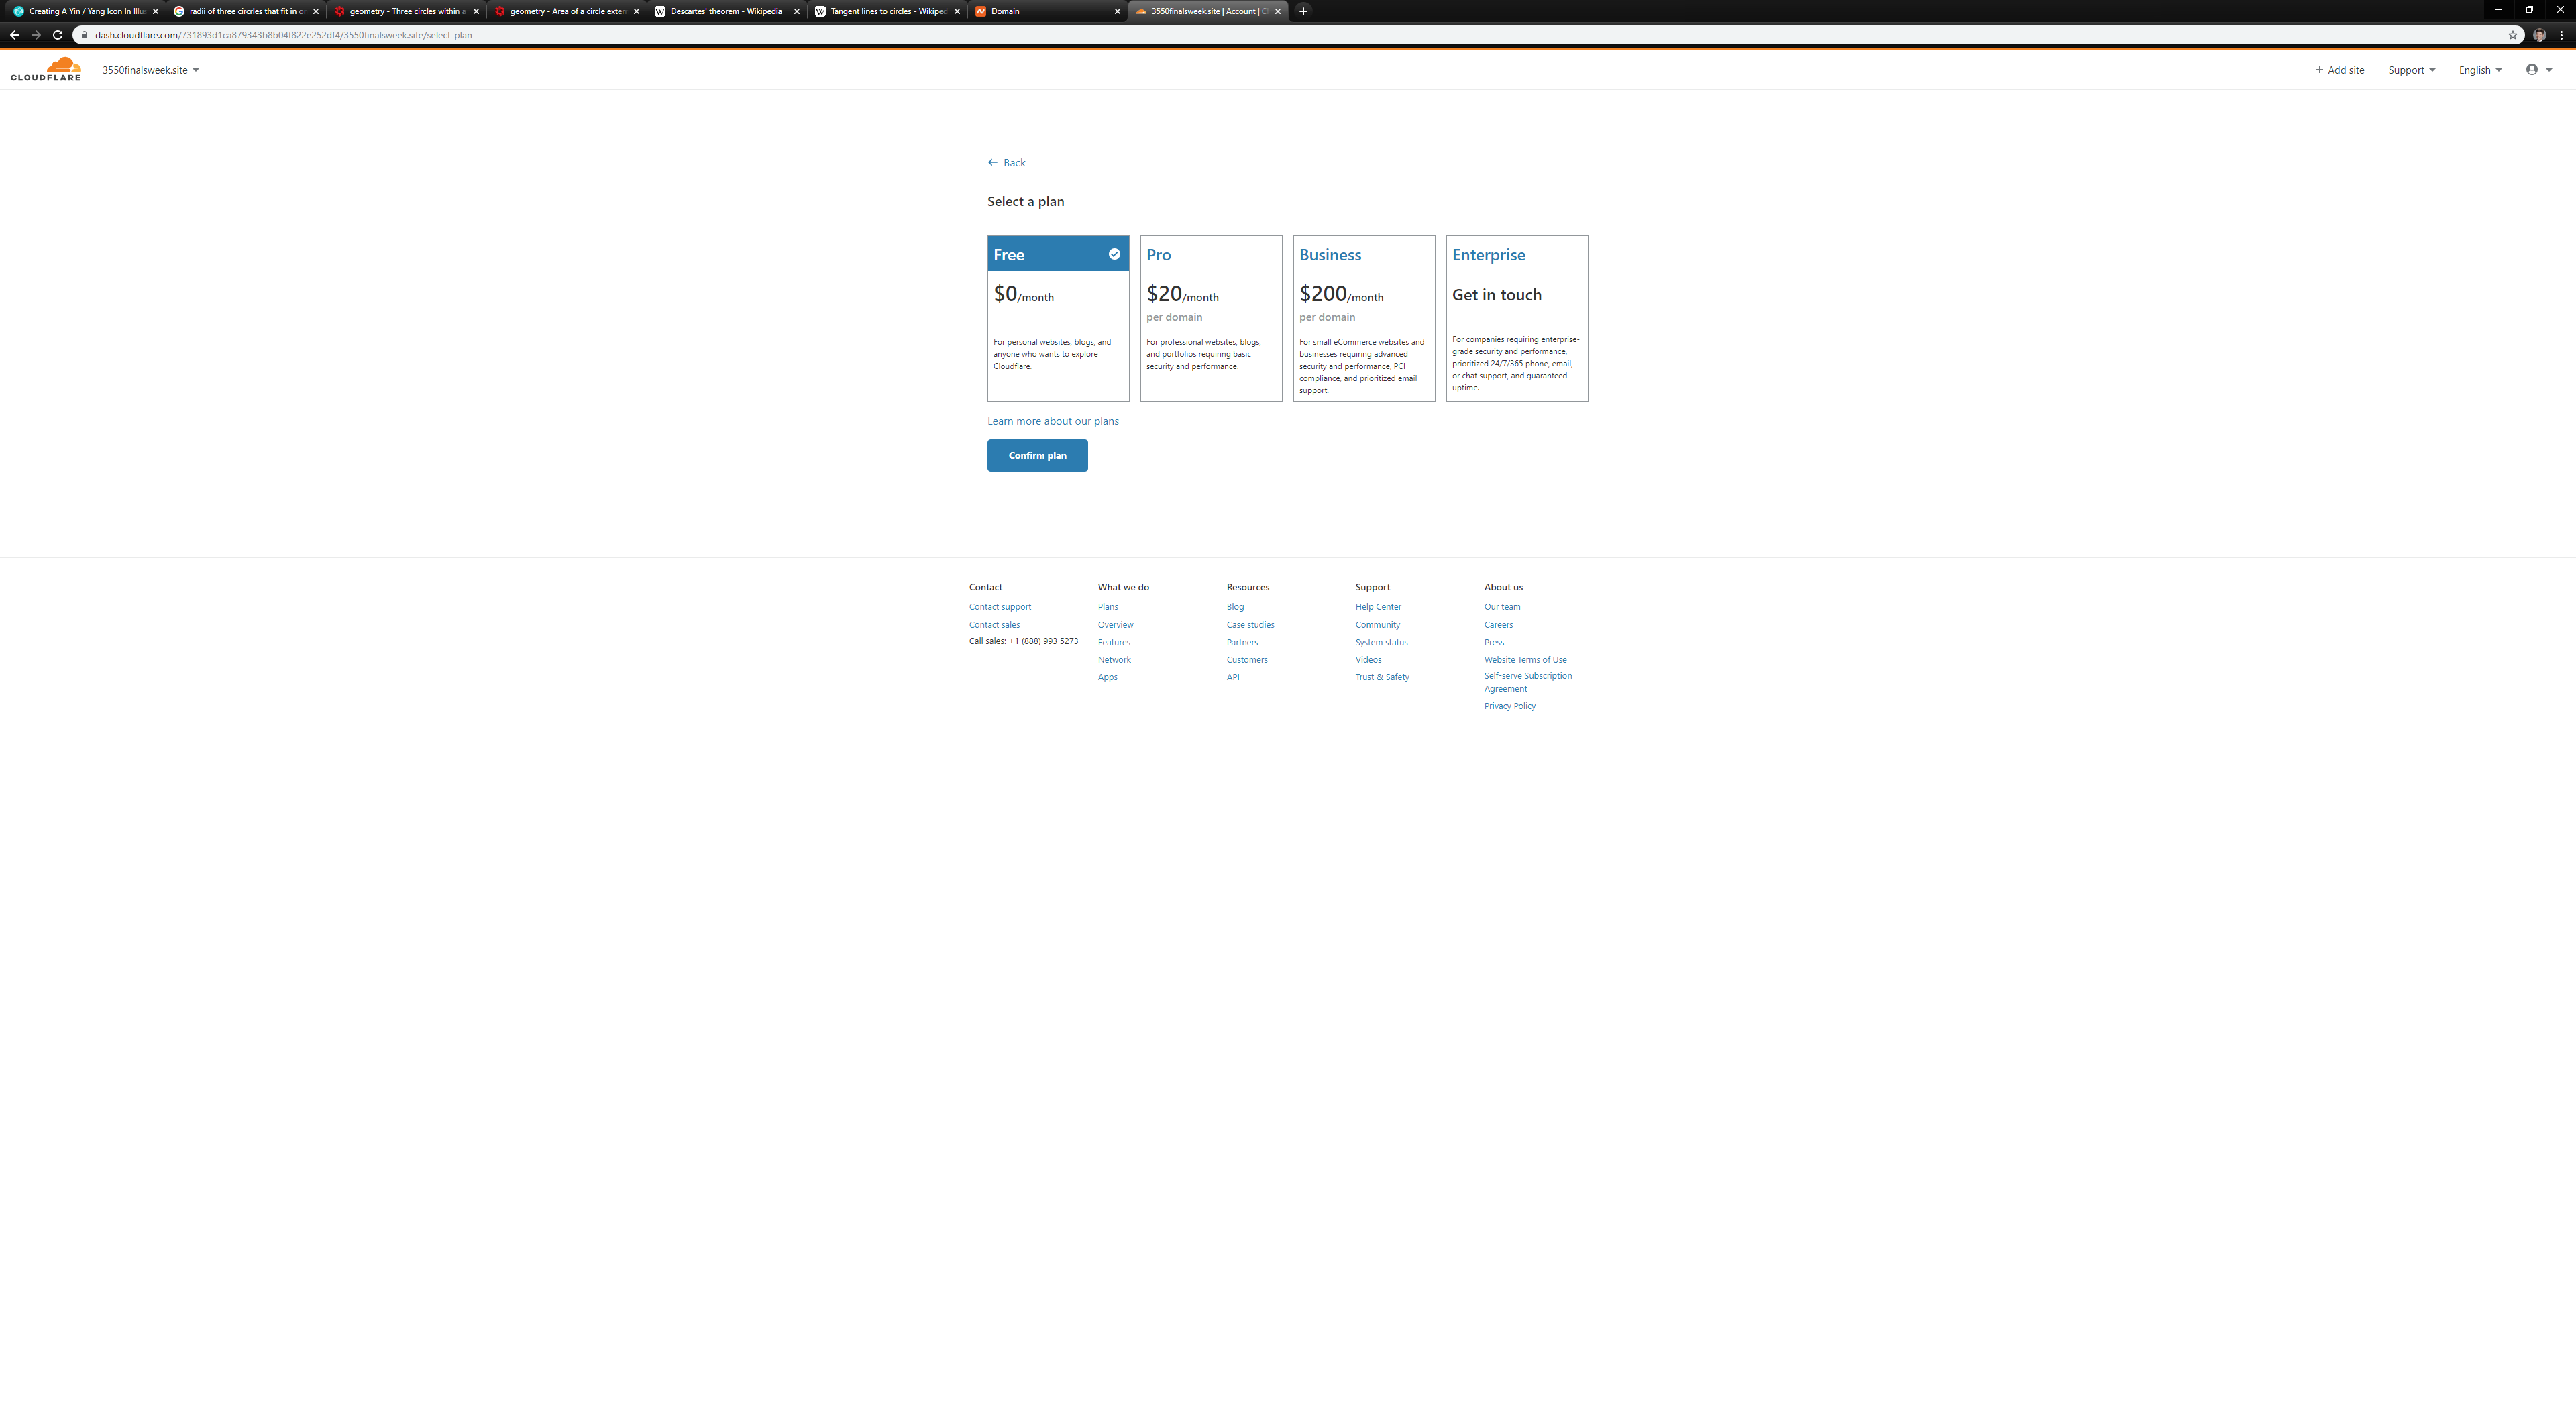 Creating A Yin / Yang Icon In Illus
radii of three circrles that fit in o
geometry - Three circles within a
geometry - Area of a circle extern
Descartes' theorem - Wikipedia
Tangent lines to circles - Wikiped
Domain
3550finalsweek.site | Account | Cl
dash.cloudflare.com/731893d1ca879343b8b04f822e252df4/3550finalsweek.site/select-plan
CLOUDFLARE
3550finalsweek.site
+ Add site
Support
English
← Back
Select a plan
Free
$0/month
For personal websites, blogs, and
anyone who wants to explore
Cloudflare.
Pro
$20/month
per domain
For professional websites, blogs,
and portfolios requiring basic
security and performance.
Business
$200/month
per domain
For small eCommerce websites and
businesses requiring advanced
security and performance, PCI
compliance, and prioritized email
support.
Enterprise
Get in touch
For companies requiring enterprise-
grade security and performance,
prioritized 24/7/365 phone, email,
or chat support, and guaranteed
uptime.
Learn more about our plans
Confirm plan
Contact
Contact support
Contact sales
Call sales: +1 (888) 993 5273
What we do
Plans
Overview
Features
Network
Apps
Resources
Blog
Case studies
Partners
Customers
API
Support
Help Center
Community
System status
Videos
Trust & Safety
About us
Our team
Careers
Press
Website Terms of Use
Self-serve Subscription
Agreement
Privacy Policy